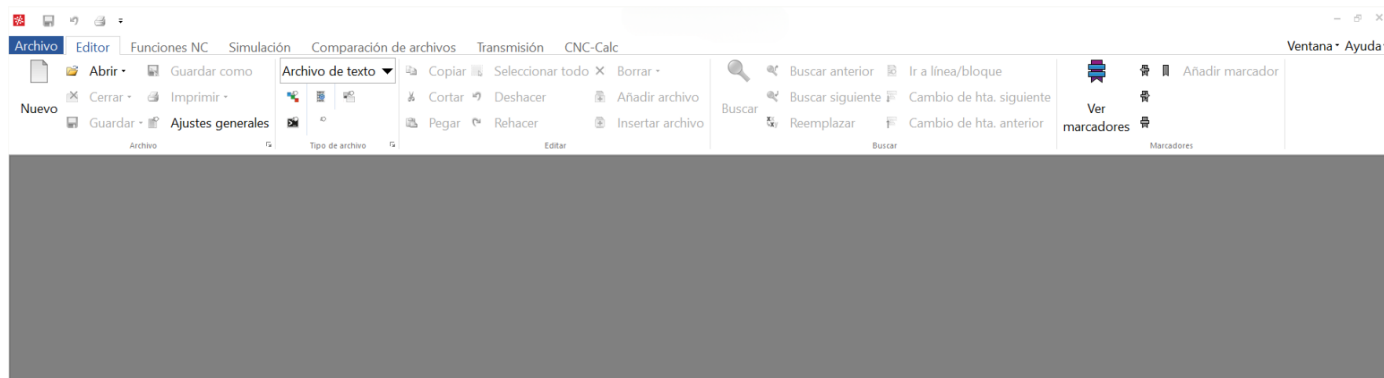 Archivo Editor Funciones NC Simulación Comparación de archivos Transmisión CNC-Calc Ventana Ayuda
Nuevo
Abrir
Cerrar
Guardar
Guardar como
Imprimir
Ajustes generales
Archivo
Archivo de texto
Tipo de archivo
Copiar
Cortar
Pegar
Seleccionar todo
Deshacer
Rehacer
Borrar
Añadir archivo
Insertar archivo
Editar
Buscar
Buscar anterior
Buscar siguiente
Reemplazar
Ir a línea/bloque
Cambio de hta. siguiente
Cambio de hta. anterior
Buscar
Ver
marcadores
Añadir marcador
Marcadores